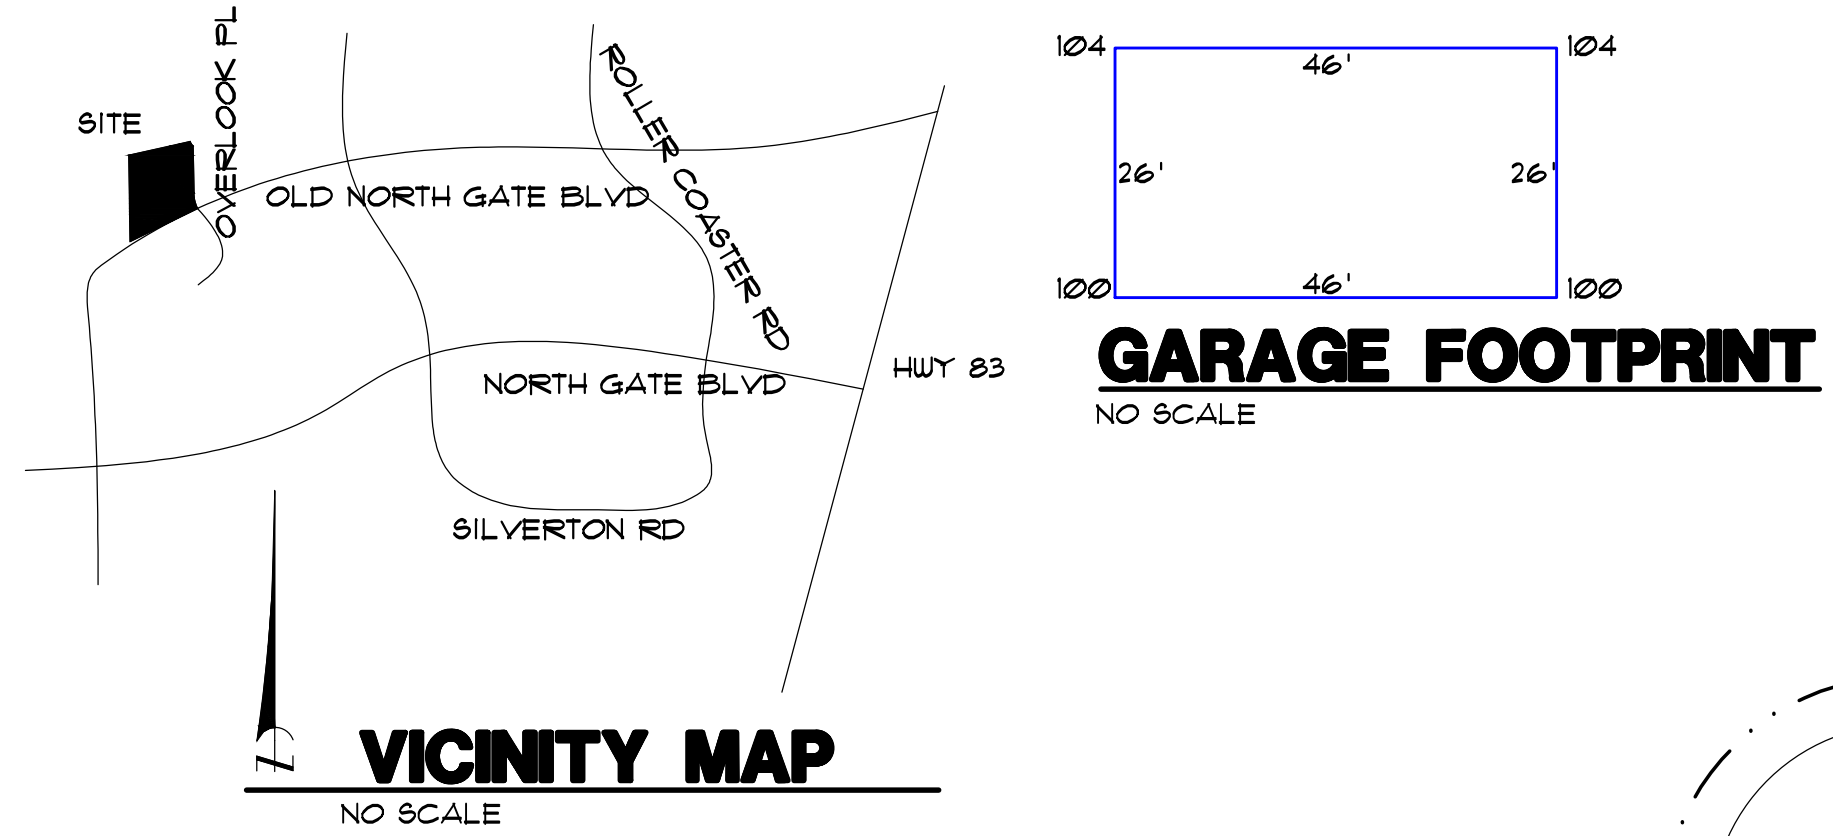 OVERLOOK PL
SITE
ROLLER COASTER RD
OLD NORTH GATE BLVD
NORTH GATE BLVD
HWY 83
SILVERTON RD
N
VICINITY MAP
NO SCALE
104
104
46'
26'
26'
46'
100
100
GARAGE FOOTPRINT
NO SCALE